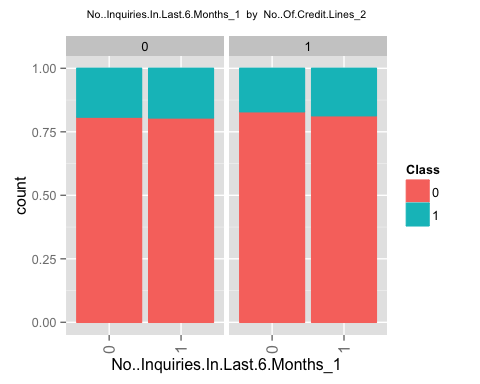 No..Inquiries.In.Last.6.Months_1 by No..Of.Credit.Lines_2
0 1
1.00
0.75
0.50
0.25
0.00
count
0 1 0 1
No..Inquiries.In.Last.6.Months_1
Class
0
1